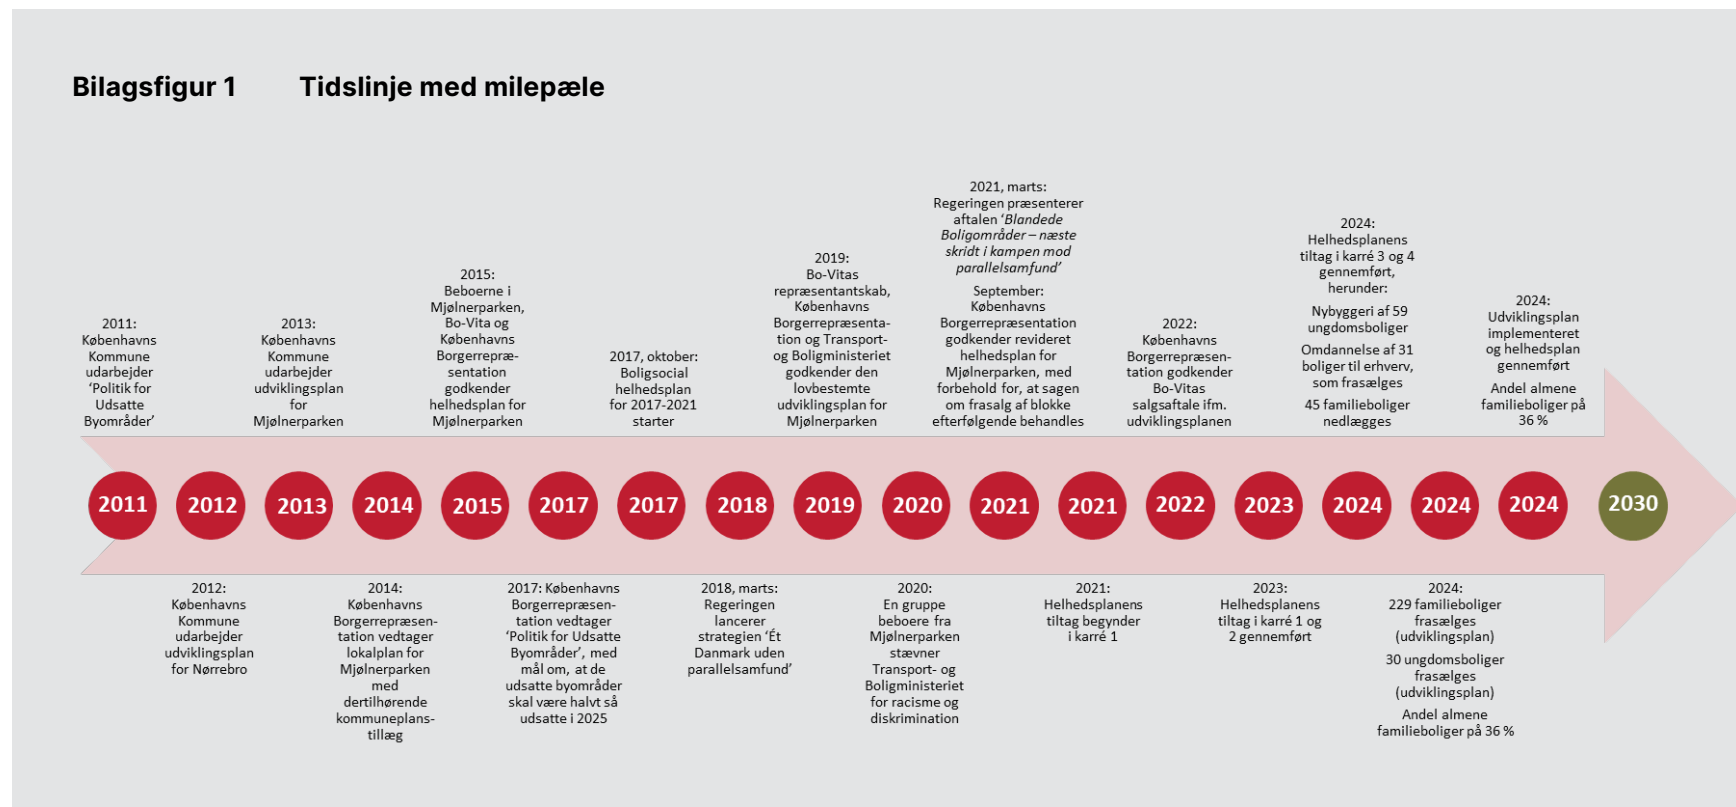 Bilagsfigur 1 Tidslinje med milepæle
2011:
Københavns
Kommune
udarbejder
‘Politik for
Udsatte
Byområder’
2013:
Københavns
Kommune
udarbejder
udviklingsplan
for
Mjølnerparken
2015:
Beboerne i
Mjølnerparken,
Bo-Vita og
Københavns
Borgerrepræ-
sentation
godkender
helhedsplan for
Mjølnerparken
2017, oktober:
Boligsocial
helhedsplan
for 2017-2021
starter
2019:
Bo-Vitas
repræsentantskab,
Københavns
Borgerrepræsenta-
tion og Transport-
og Boligministeriet
godkender den
lovbestemte
udviklingsplan for
Mjølnerparken
2021, marts:
Regeringen præsenterer
aftalen ‘Blandede
Boligområder – næste
skridt i kampen mod
parallelsamfund’
September:
Københavns
Borgerrepræsentation
godkender revideret
helhedsplan for
Mjølnerparken, med
forbehold for, at sagen
om frasalg af blokke
efterfølgende behandles
2022:
Københavns
Borgerrepræsen-
tation godkender
Bo-Vitas
salgsaftale ifm.
udviklingsplanen
2024:
Helhedsplanens
tiltag i karré 3 og 4
gennemført,
herunder:
Nybyggeri af 59
ungdomsboliger
Omdannelse af 31
boliger til erhverv,
som frasælges
45 familieboliger
nedlægges
2024:
Udviklingsplan
implementeret
og helhedsplan
gennemført
Andel almene
familieboliger på
36 %
2011 2012 2013 2014 2015 2017 2017 2018 2019 2020 2021 2021 2022 2023 2024 2024 2024 2030
2012:
Københavns
Kommune
udarbejder
udviklingsplan
for Nørrebro
2014:
Københavns
Borgerrepræsen-
tation vedtager
lokalplan for
Mjølnerparken
med
dertilhørende
kommuneplans-
tillæg
2017: Københavns
Borgerrepræsen-
tation vedtager
‘Politik for Udsatte
Byområder’, med
mål om, at de
udsatte byområder
skal være halvt så
udsatte i 2025
2018, marts:
Regeringen
lancerer
strategien ‘Ét
Danmark uden
parallelsamfund’
2020:
En gruppe
beboere fra
Mjølnerparken
stævner
Transport- og
Boligministeriet
for racisme og
diskrimination
2021:
Helhedsplanens
tiltag begynder
i karré 1
2023:
Helhedsplanens
tiltag i karré 1 og
2 gennemført
2024:
229 familieboliger
frasælges
(udviklingsplan)
30 ungdomsboliger
frasælges
(udviklingsplan)
Andel almene
familieboliger på 36 %